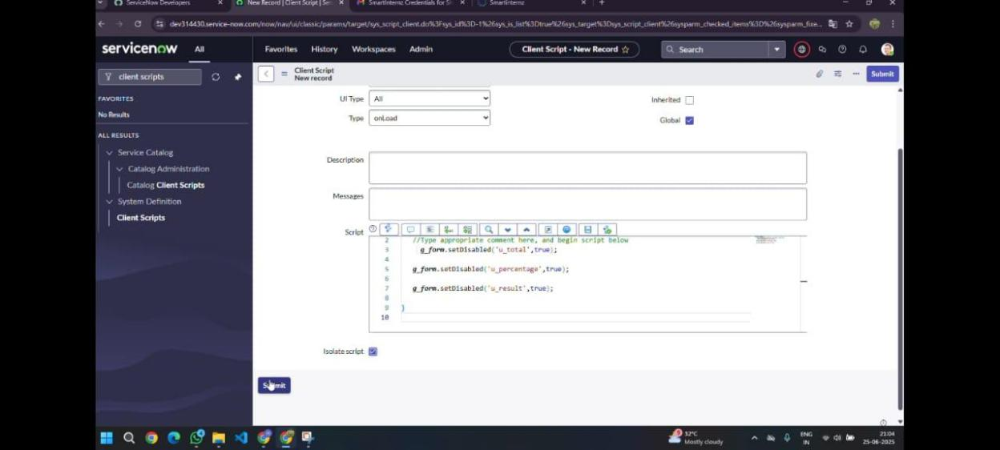 ServiceNow Developers
New Record | Client Script | Ser
SmartInternz Credentials for S
Smartinternz
dev314430.service-now.com/now/nav/ui/classic/params/target/sys_script_client.do%3Fsys_id%3D-1%26sys_is_list%3Dtrue%26sys_target%3Dsys_script_client%26sysparm_checked_items%3D%26sysparm_fixe...
servicenow All Favorites History Workspaces Admin Client Script - New Record Search
client scripts
Client Script
New record
Submit
FAVORITES
No Results
ALL RESULTS
Service Catalog
Catalog Administration
Catalog Client Scripts
System Definition
Client Scripts
UI Type All
Inherited
Type onLoad
Global
Description
Messages
Script
2 //Type appropriate comment here, and begin script below
3 g_form.setDisabled('u_total',true);
4
5 g_form.setDisabled('u_percentage',true);
6
7 g_form.setDisabled('u_result',true);
8
9 }
10
Isolate script
Submit
32°C
Mostly cloudy
ENG
IN
21:04
25-06-2025